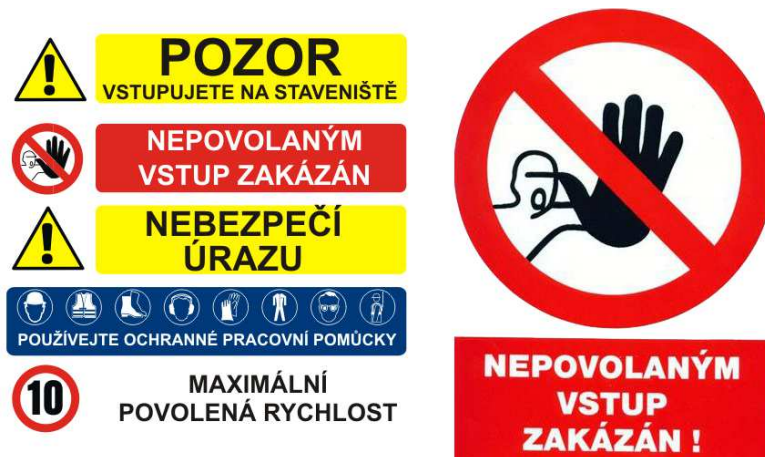 POZOR
VSTUPUJETE NA STAVENIŠTĚ
NEPOVOLANÝM
VSTUP ZAKÁZÁN
NEBEZPEČÍ
ÚRAZU
POUŽÍVEJTE OCHRANNÉ PRACOVNÍ POMŮCKY
10
MAXIMÁLNÍ
POVOLENÁ RYCHLOST
NEPOVOLANÝM
VSTUP
ZAKÁZÁN !